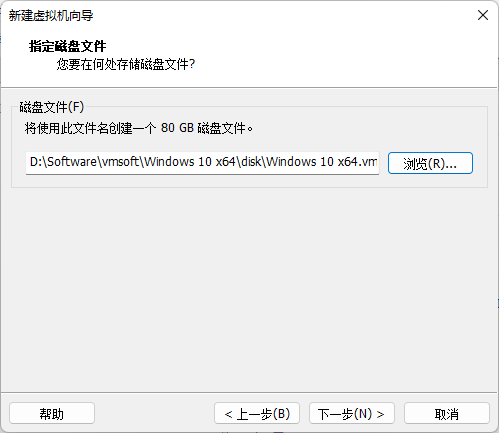 新建虚拟机向导
指定磁盘文件
您要在何处存储磁盘文件?
磁盘文件(F)
将使用此文件名创建一个 80 GB 磁盘文件。
D:\Software\vmsoft\Windows 10 x64\disk\Windows 10 x64.vm
浏览(R)...
帮助
< 上一步(B)
下一步(N) >
取消